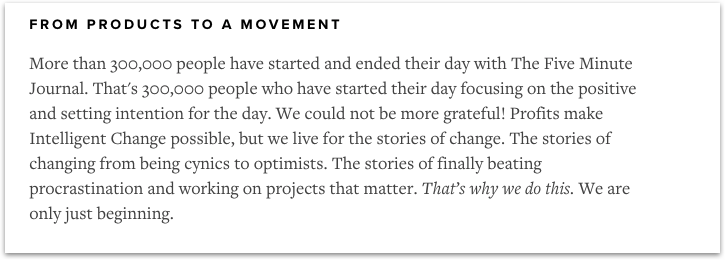 FROM PRODUCTS TO A MOVEMENT
More than 300,000 people have started and ended their day with The Five Minute
Journal. That's 300,000 people who have started their day focusing on the positive
and setting intention for the day. We could not be more grateful! Profits make
Intelligent Change possible, but we live for the stories of change. The stories of
changing from being cynics to optimists. The stories of finally beating
procrastination and working on projects that matter. That's why we do this. We are
only just beginning.